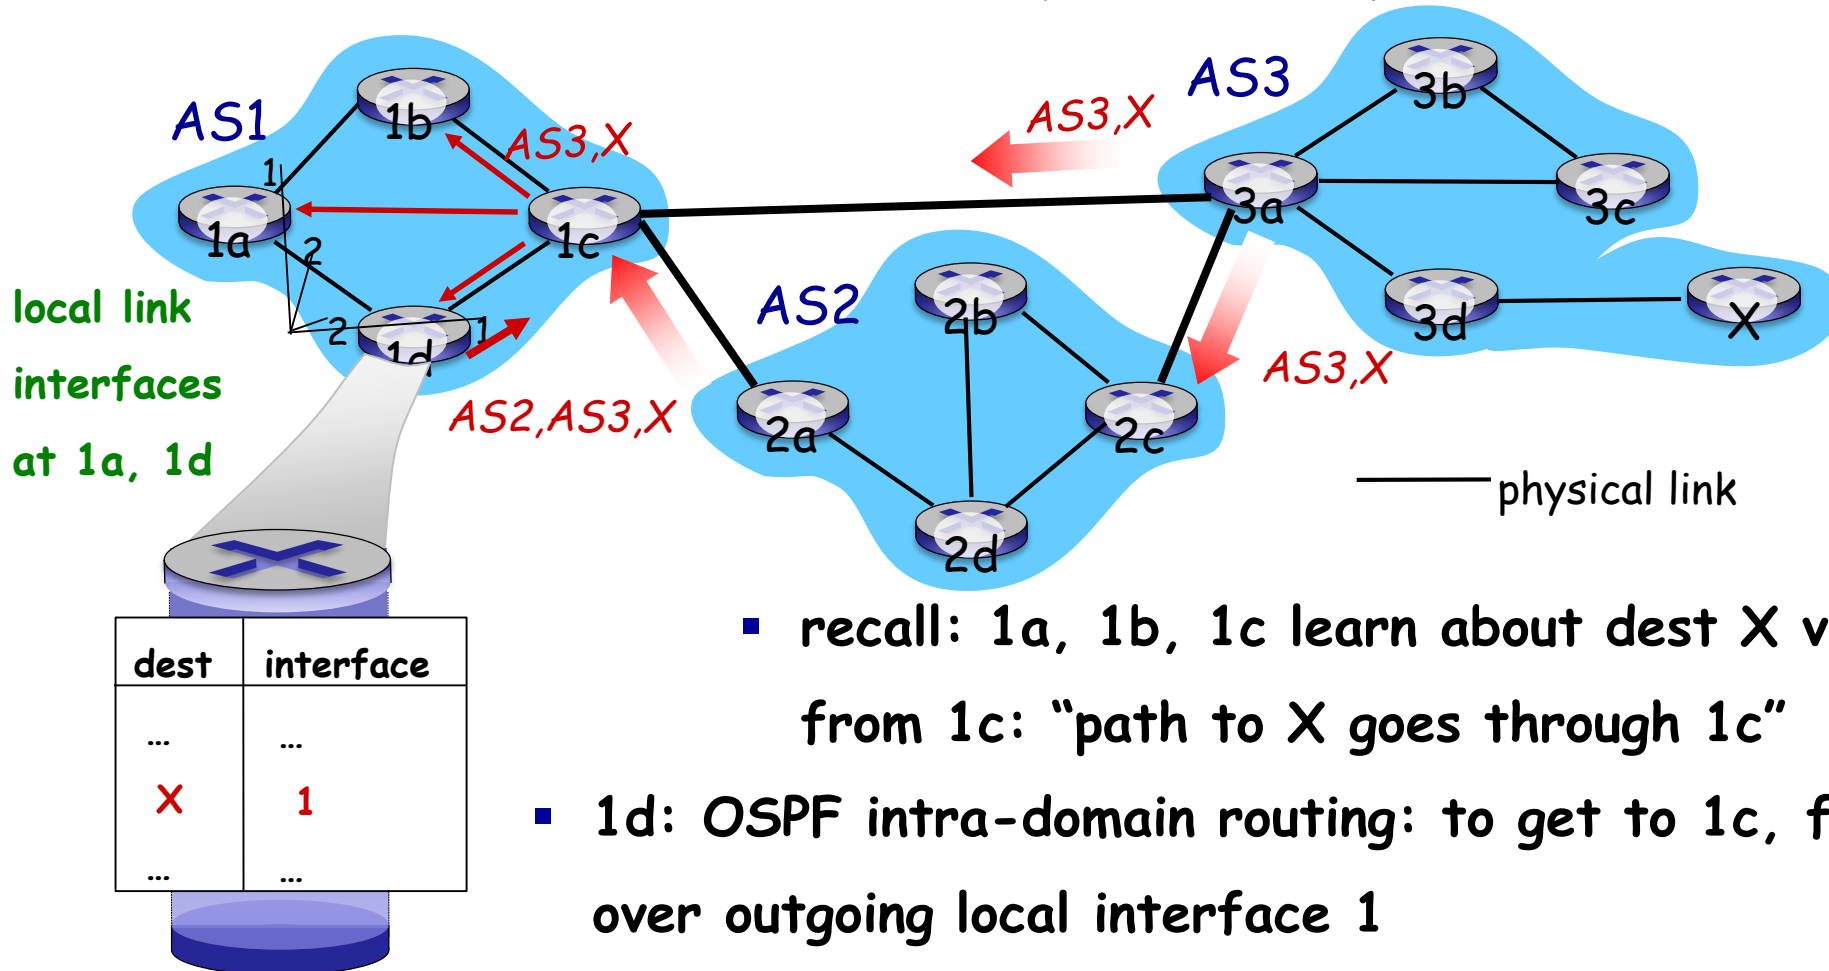 AS1
1b
AS3,X
1
1a
1c
2
2
1
1d
local link
interfaces
at 1a, 1d
AS2,AS3,X
AS3,X
AS3
3b
3a
3c
3d
X
AS2
2b
2a
2c
2d
AS3,X
physical link
dest interface
… …
X 1
… …
▪ recall: 1a, 1b, 1c learn about dest X v
from 1c: “path to X goes through 1c”
▪ 1d: OSPF intra-domain routing: to get to 1c, f
over outgoing local interface 1